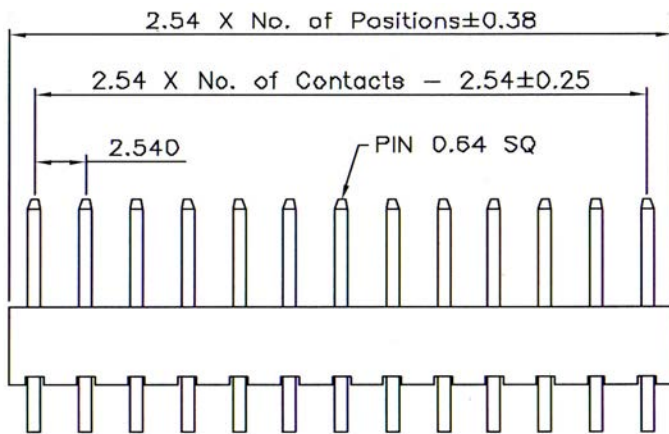 2.54 X No. of Positions±0.38
2.54 X No. of Contacts – 2.54±0.25
2.540
PIN 0.64 SQ